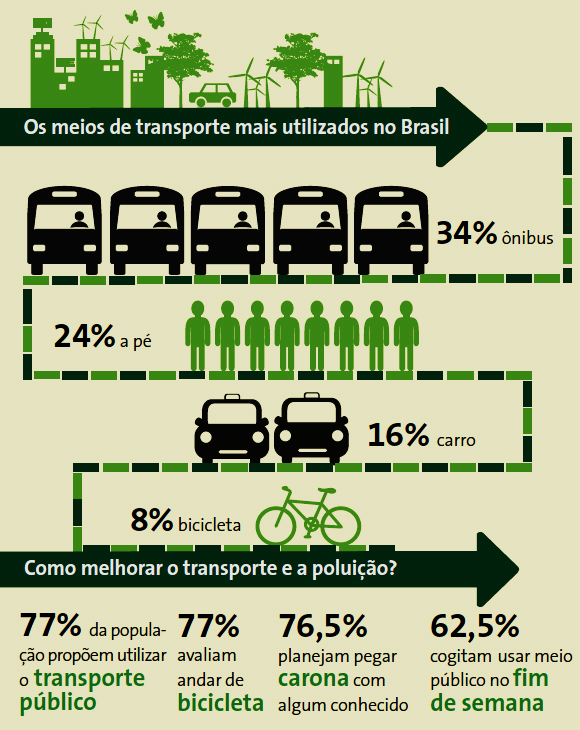 Os meios de transporte mais utilizados no Brasil
34% ônibus
24% a pé
16% carro
8% bicicleta
Como melhorar o transporte e a poluição?
77% da popula-
ção propõem utilizar
o transporte
público
77%
avaliam
andar de
bicicleta
76,5%
planejam pegar
carona com
algum conhecido
62,5%
cogitam usar meio
público no fim
de semana